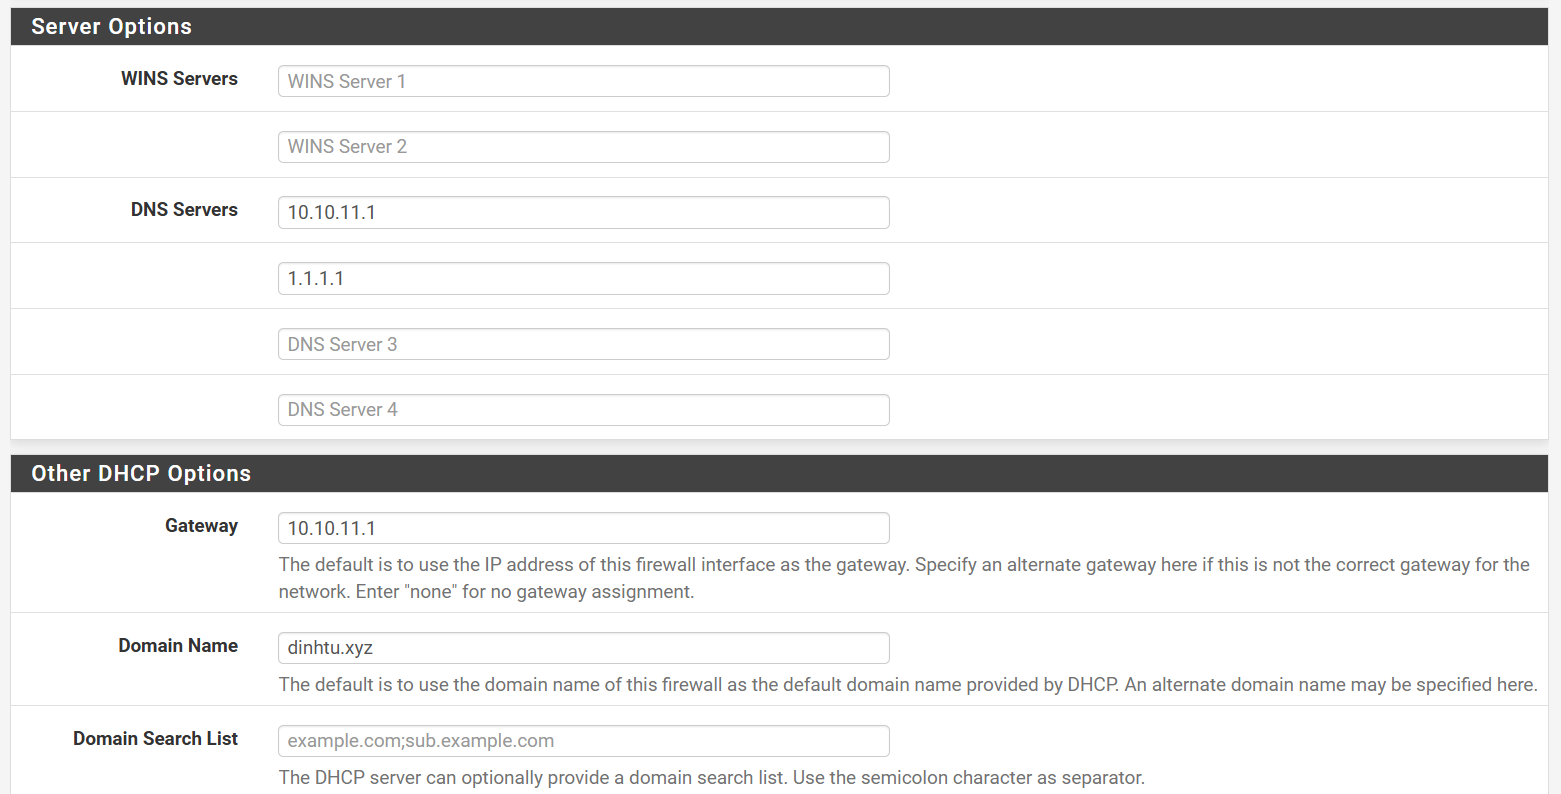 Server Options
WINS Servers
WINS Server 1
WINS Server 2
DNS Servers
10.10.11.1
1.1.1.1
DNS Server 3
DNS Server 4
Other DHCP Options
Gateway
10.10.11.1
The default is to use the IP address of this firewall interface as the gateway. Specify an alternate gateway here if this is not the correct gateway for the
network. Enter "none" for no gateway assignment.
Domain Name
dinhtu.xyz
The default is to use the domain name of this firewall as the default domain name provided by DHCP. An alternate domain name may be specified here.
Domain Search List
example.com;sub.example.com
The DHCP server can optionally provide a domain search list. Use the semicolon character as separator.